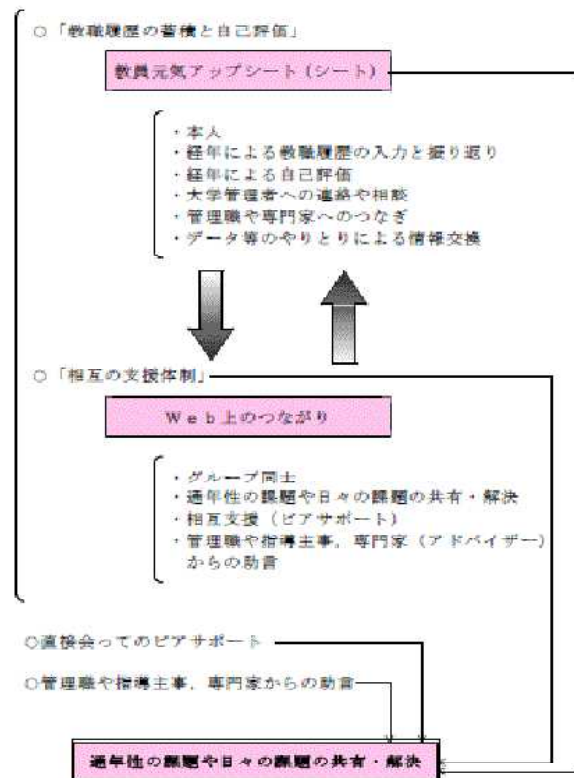 ○「教職履歴の蓄積と自己評価」
教員元気アップシート(シート)
・本人
・経年による教職履歴の入力と振り返り
・経年による自己評価
・大学管理者への連絡や相談
・管理職や専門家へのつなぎ
・データ等のやりとりによる情報交換
○「相互の支援体制」
Web上のつながり
・グループ同士
・通年性の課題や日々の課題の共有・解決
・相互支援(ピアサポート)
・管理職や指導主事,専門家(アドバイザー)
からの助言
○直接会ってのピアサポート
○管理職や指導主事,専門家からの助言
通年性の課題や日々の課題の共有・解決